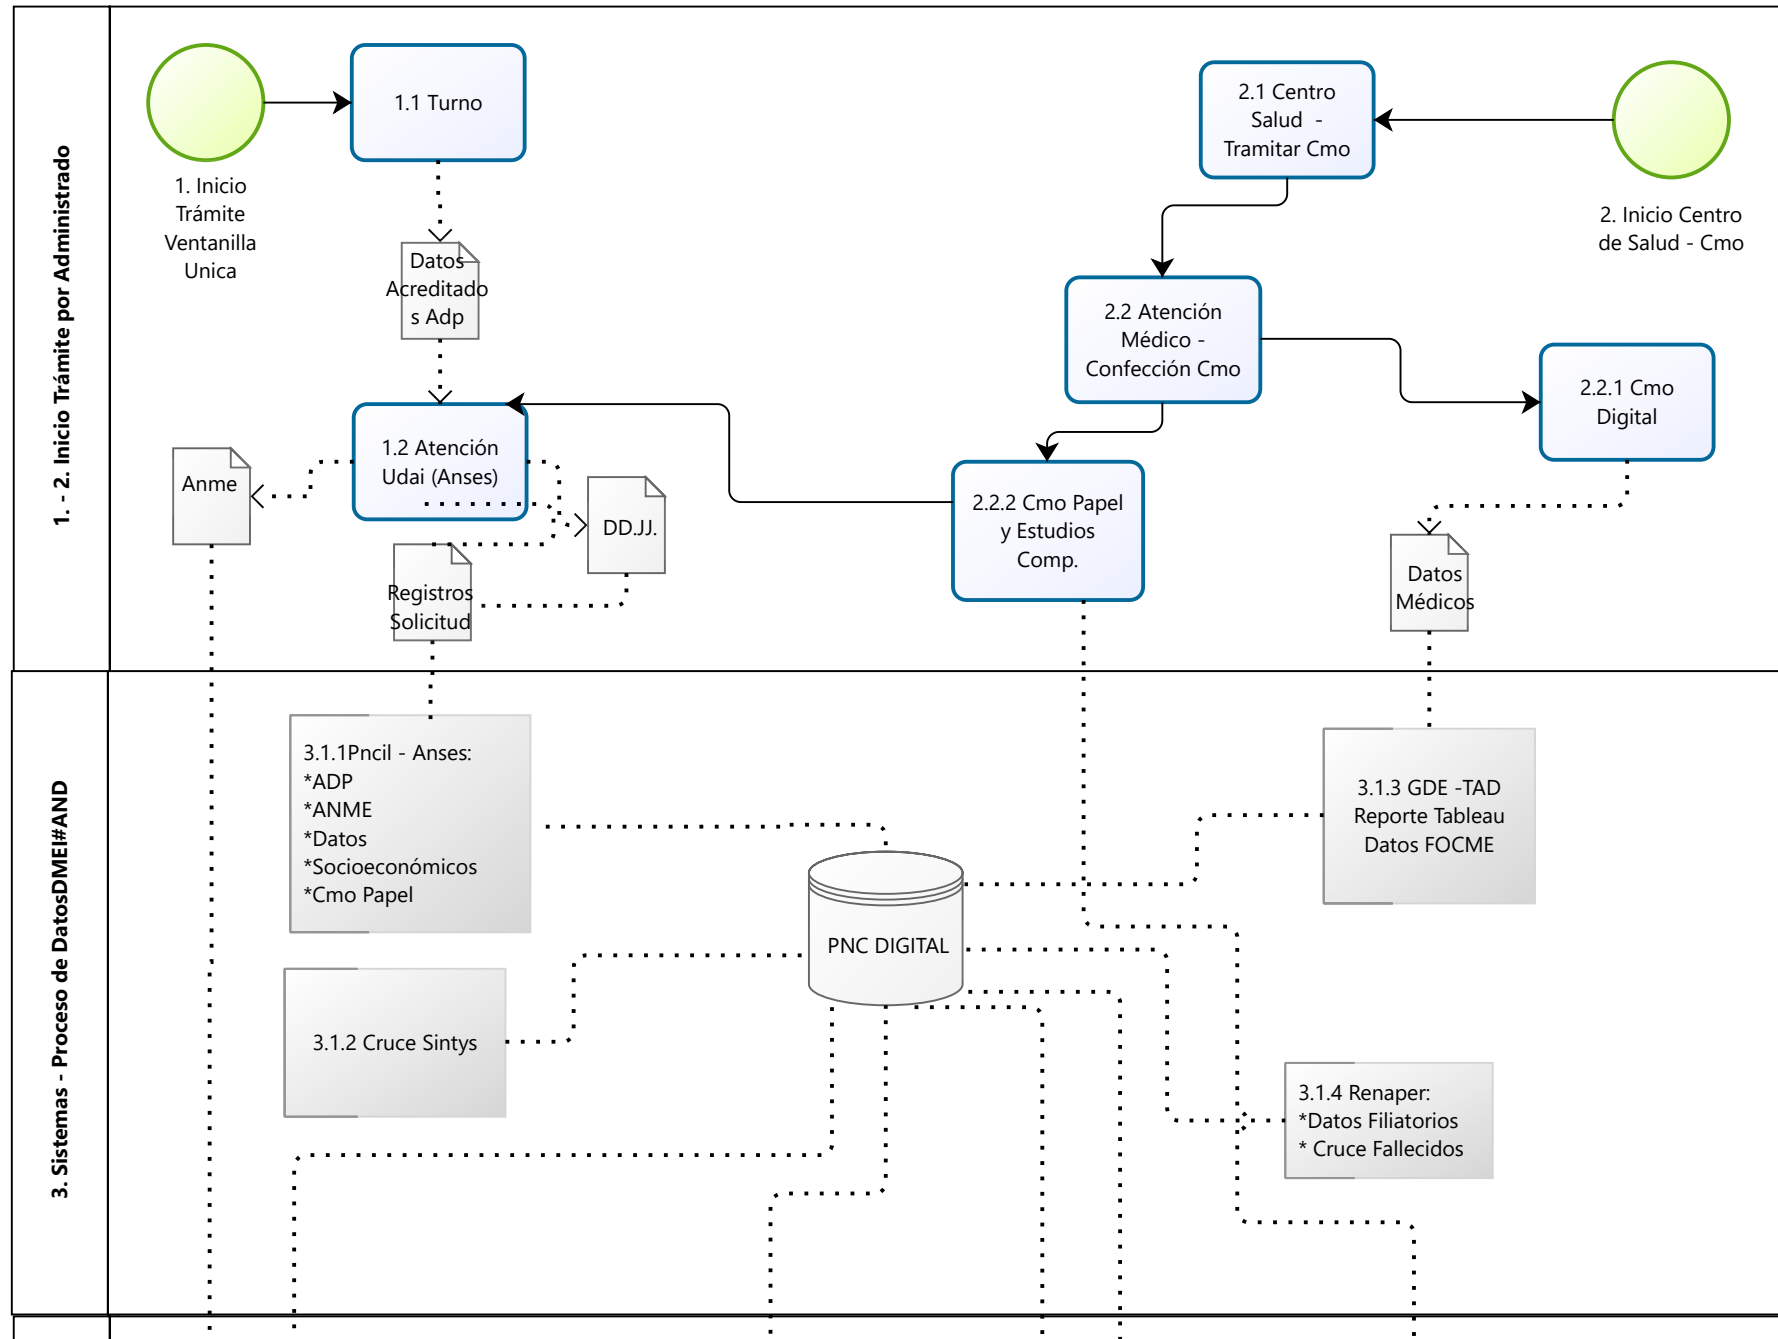 1. - 2. Inicio Trámite por Administrado
1. Inicio
Trámite
Ventanilla
Unica
1.1 Turno
2.1 Centro
Salud -
Tramitar Cmo
2. Inicio Centro
de Salud - Cmo
Datos
Acreditado
s Adp
2.2 Atención
Médico -
Confección Cmo
2.2.1 Cmo
Digital
1.2 Atención
Udai (Anses)
Anme
DD.JJ.
2.2.2 Cmo Papel
y Estudios
Comp.
Registros
Solicitud
Datos
Médicos
3. Sistemas - Proceso de DatosDMEI#AND
3.1.1Pncil - Anses:
*ADP
*ANME
*Datos
*Socioeconómicos
*Cmo Papel
3.1.3 GDE -TAD
Reporte Tableau
Datos FOCME
PNC DIGITAL
3.1.2 Cruce Sintys
3.1.4 Renaper:
*Datos Filiatorios
* Cruce Fallecidos